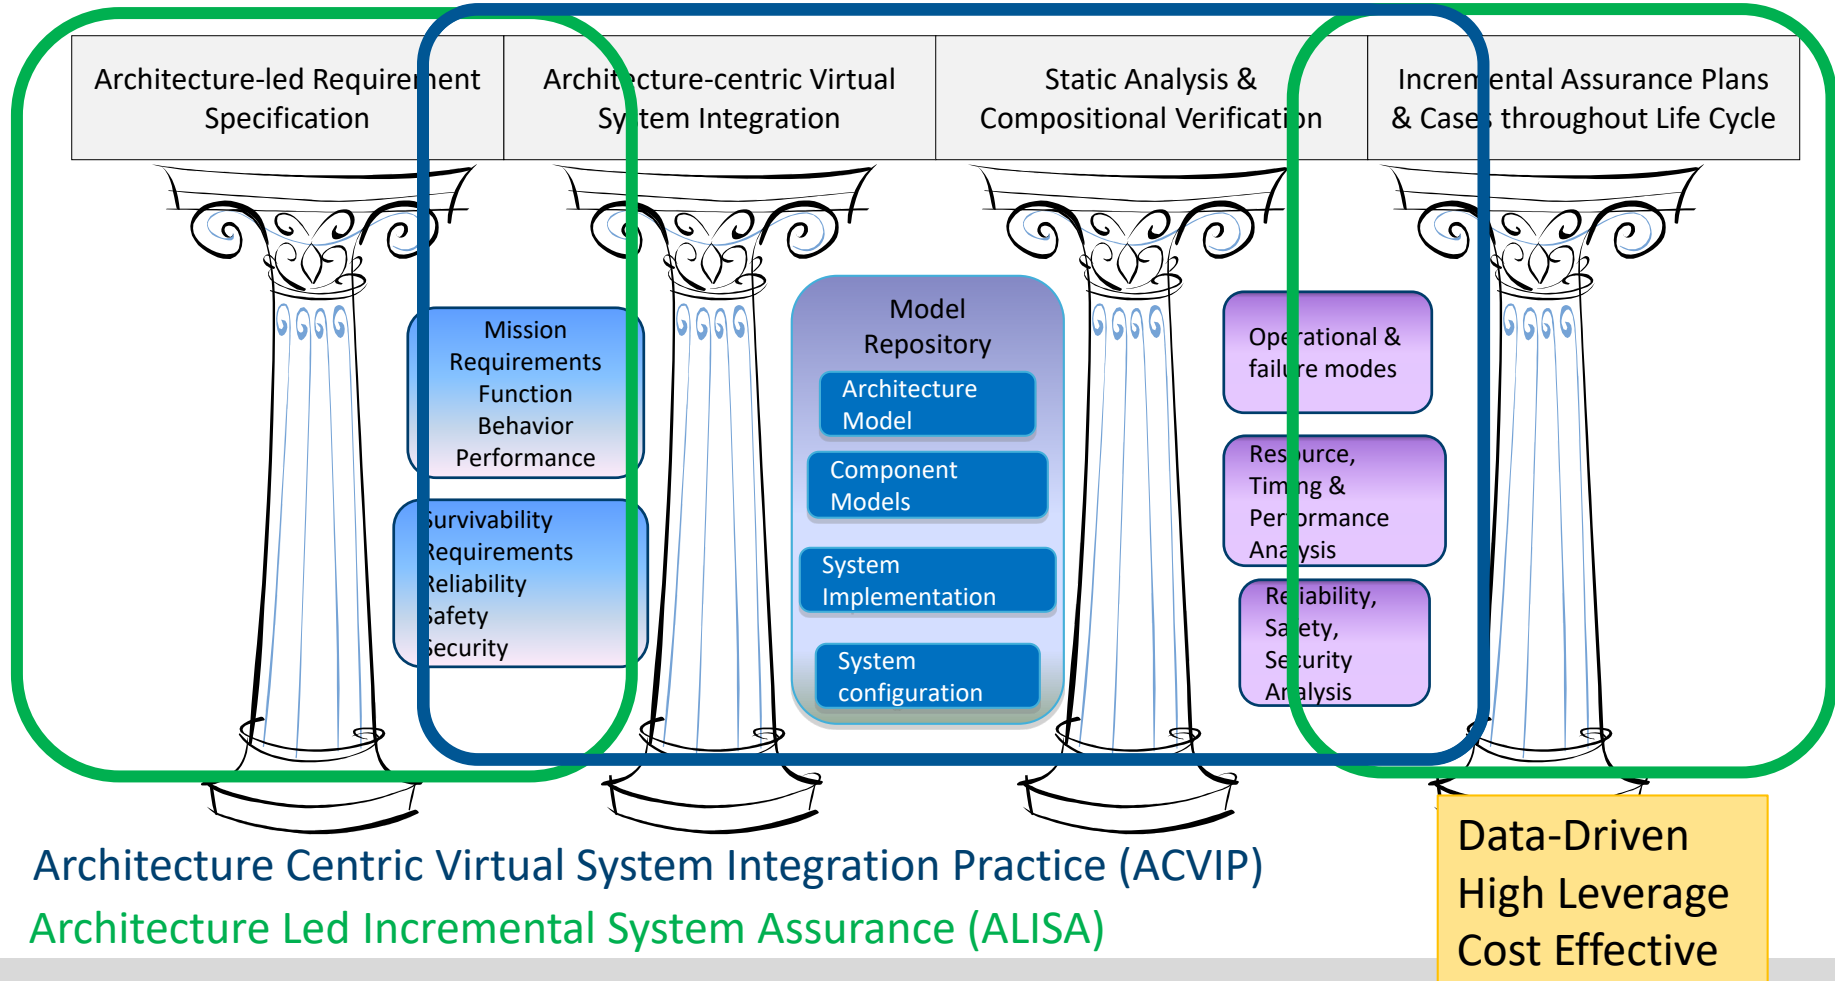 Architecture-led Requirement
Specification
Architecture-centric Virtual
System Integration
Static Analysis &
Compositional Verification
Incremental Assurance Plans
& Cases throughout Life Cycle
Mission
Requirements
Function
Behavior
Performance
Survivability
Requirements
Reliability
Safety
Security
Model
Repository
Architecture
Model
Component
Models
System
Implementation
System
configuration
Operational &
failure modes
Resource,
Timing &
Performance
Analysis
Reliability,
Safety,
Security
Analysis
Architecture Centric Virtual System Integration Practice (ACVIP)
Architecture Led Incremental System Assurance (ALISA)
Data-Driven
High Leverage
Cost Effective